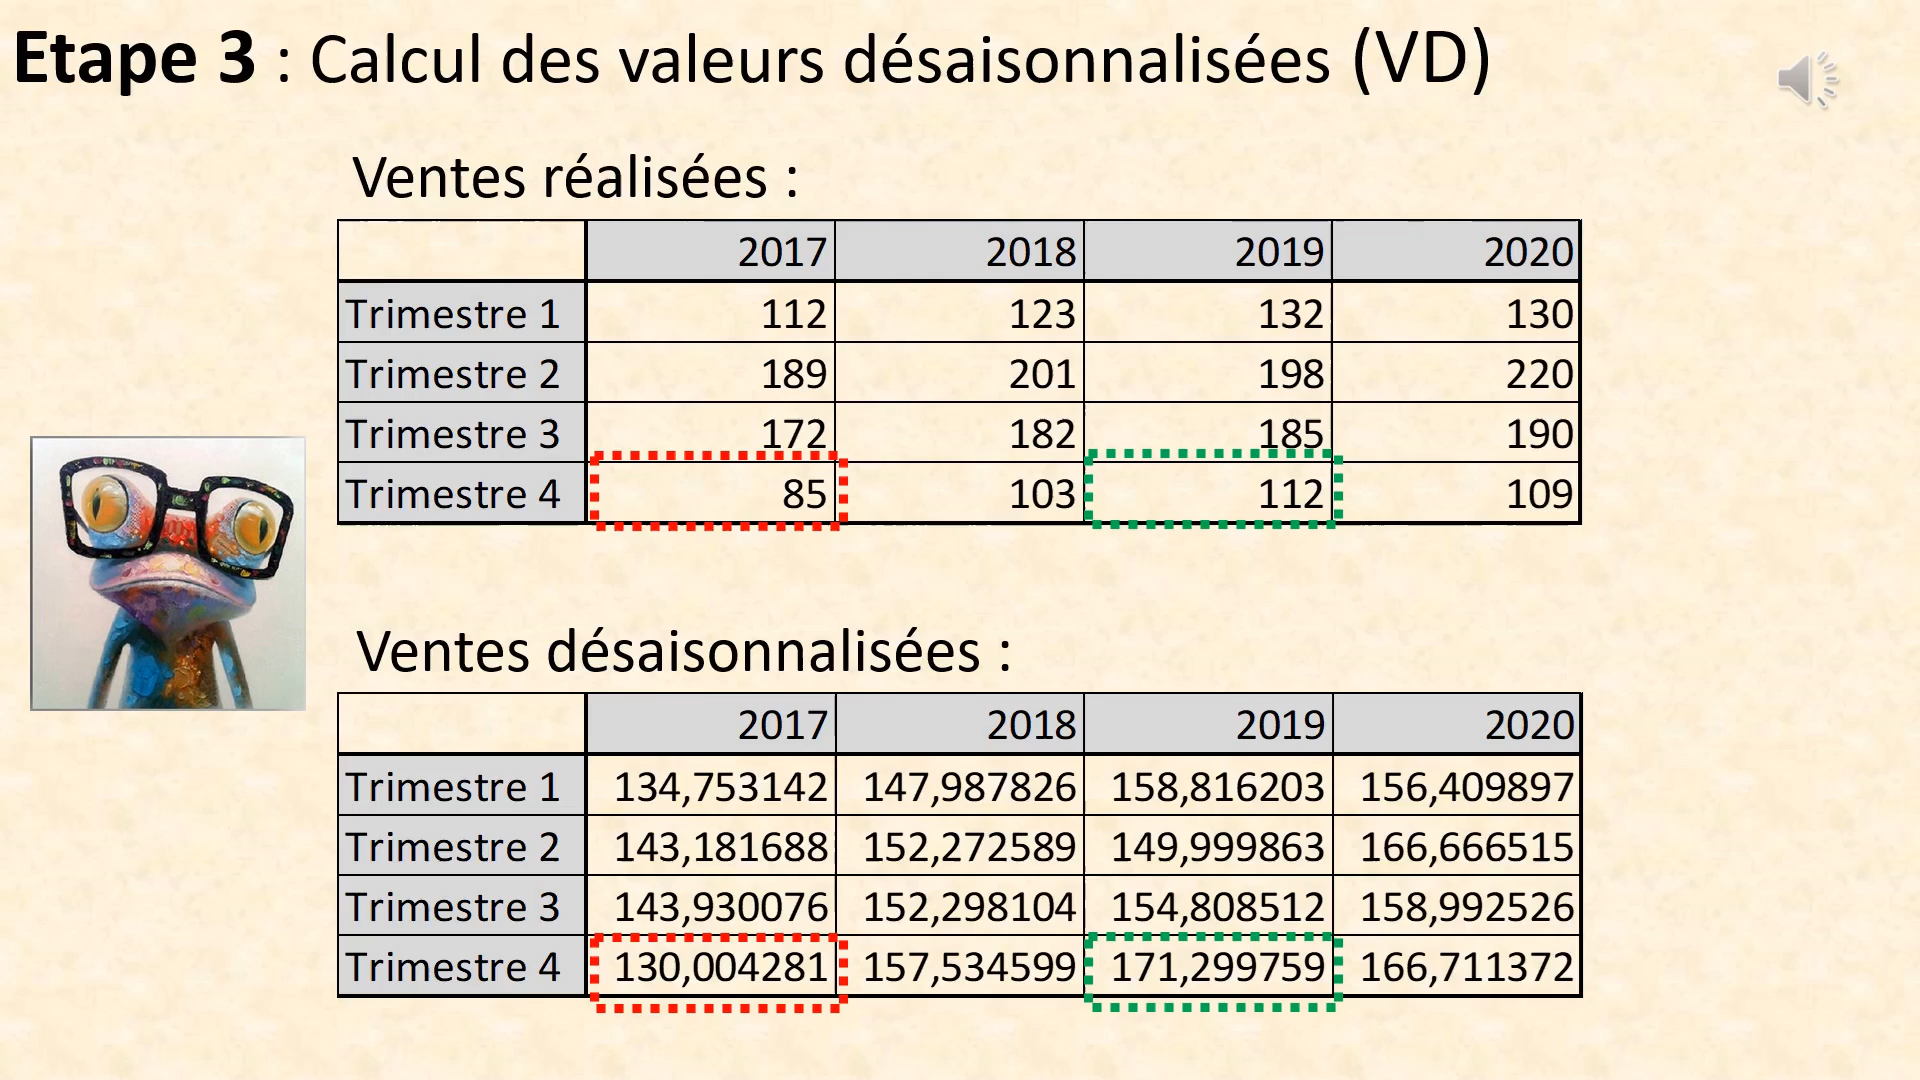 Etape 3 : Calcul des valeurs désaisonnalisées (VD)
Ventes réalisées :
2017 2018 2019 2020
Trimestre 1 112 123 132 130
Trimestre 2 189 201 198 220
Trimestre 3 172 182 185 190
Trimestre 4 85 103 112 109
Ventes désaisonnalisées :
2017 2018 2019 2020
Trimestre 1 134,753142 147,987826 158,816203 156,409897
Trimestre 2 143,181688 152,272589 149,999863 166,666515
Trimestre 3 143,930076 152,298104 154,808512 158,992526
Trimestre 4 130,004281 157,534599 171,299759 166,711372